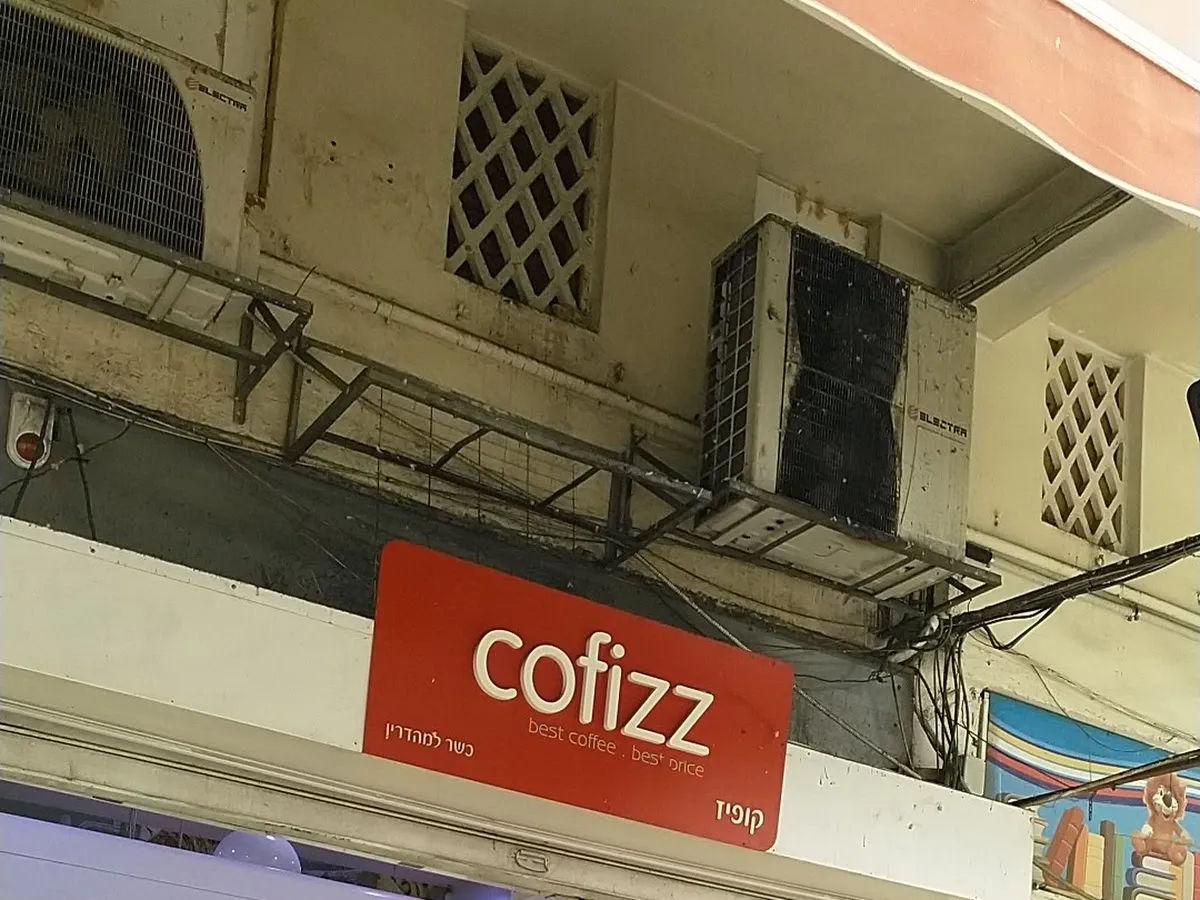 ELECTRA
ELECTRA
cofizz
best coffee . best price
כשר למהדרין
קופיז